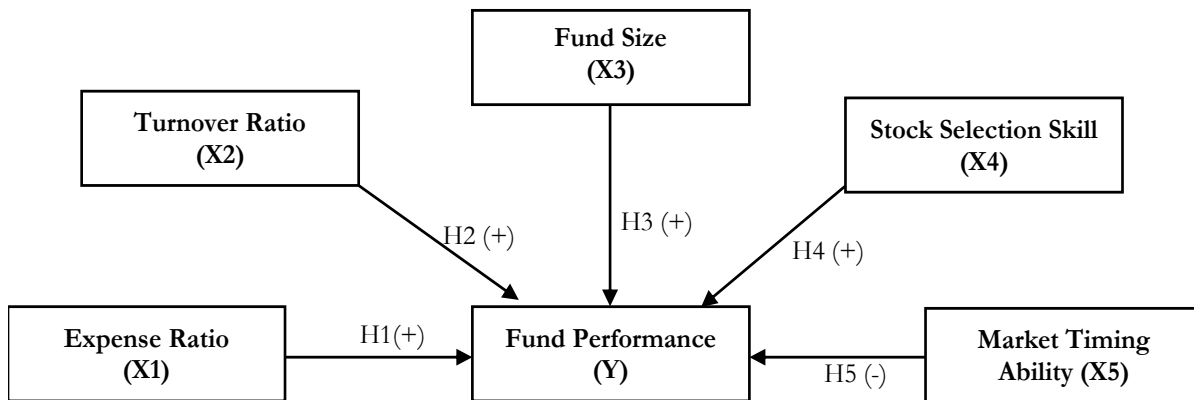 Fund Size
(X3)
Turnover Ratio
(X2)
Stock Selection Skill
(X4)
H2 (+)
H3 (+)
H4 (+)
Expense Ratio
(X1)
H1(+)
Fund Performance
(Y)
H5 (-)
Market Timing
Ability (X5)